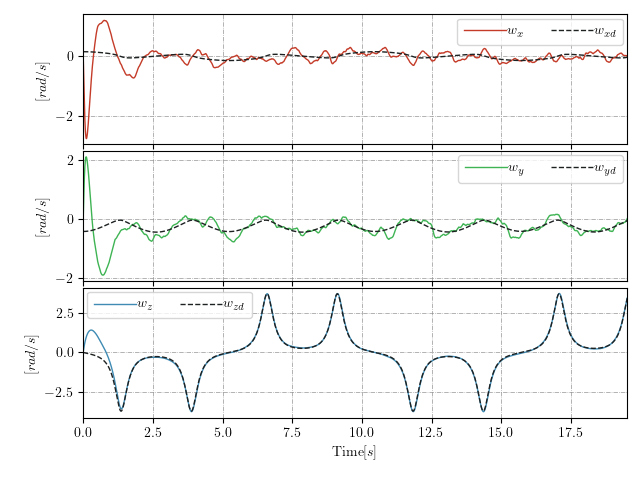 0
−2
[rad/s]
w_x w_xd
2
0
−2
[rad/s]
w_y w_yd
2.5
0.0
−2.5
[rad/s]
w_z w_zd
0.0 2.5 5.0 7.5 10.0 12.5 15.0 17.5
Time[s]